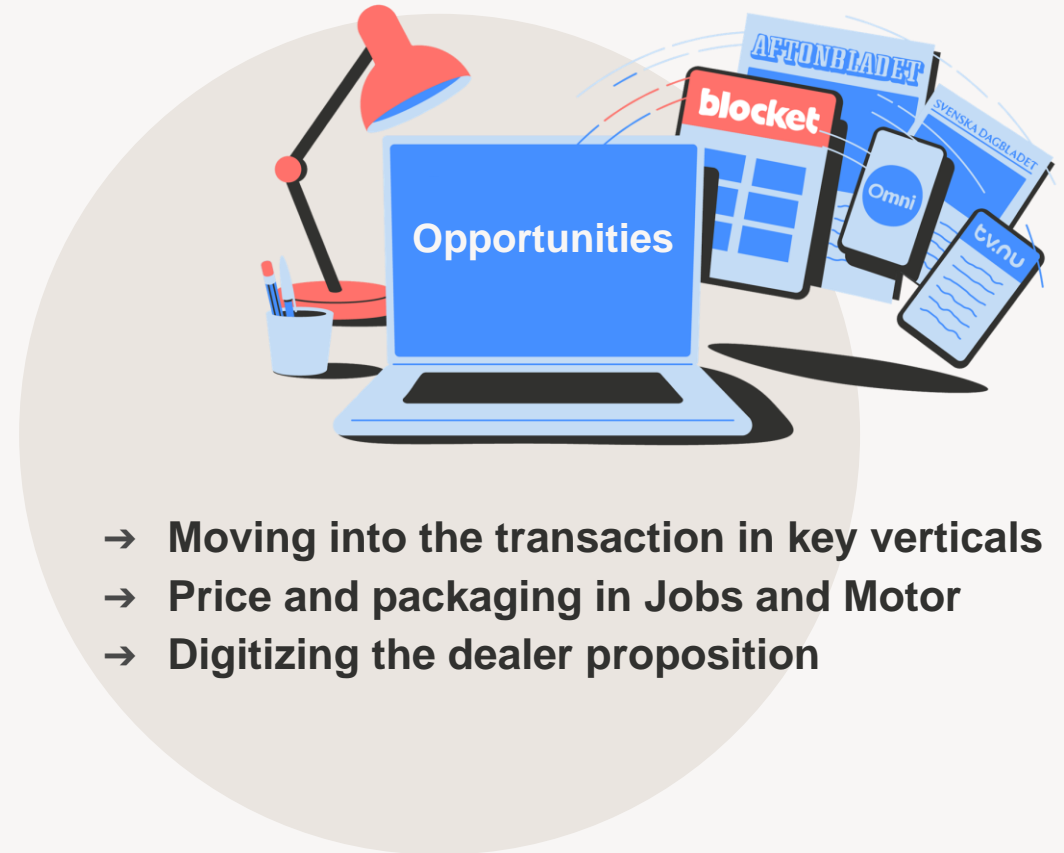 AFTONBLADET
blocket
SVENSKA DAGBLADET
Omni
tv.nu
Opportunities
➔ Moving into the transaction in key verticals
➔ Price and packaging in Jobs and Motor
➔ Digitizing the dealer proposition